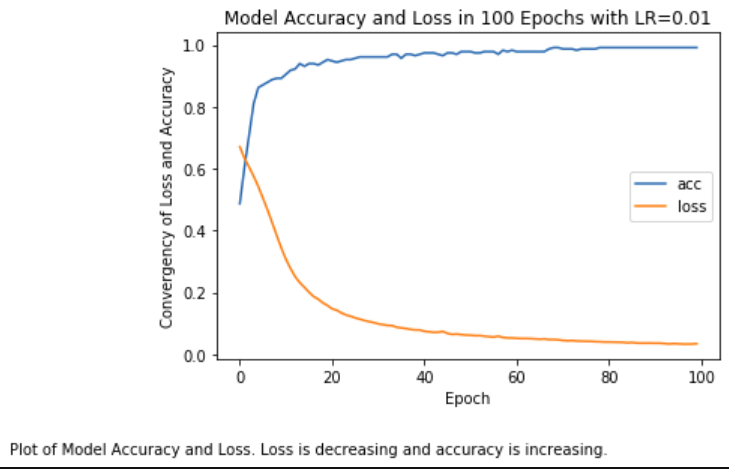 Model Accuracy and Loss in 100 Epochs with LR=0.01
Convergency of Loss and Accuracy
1.0
0.8
0.6
0.4
0.2
0.0
acc
loss
0 20 40 60 80 100
Epoch
Plot of Model Accuracy and Loss. Loss is decreasing and accuracy is increasing.